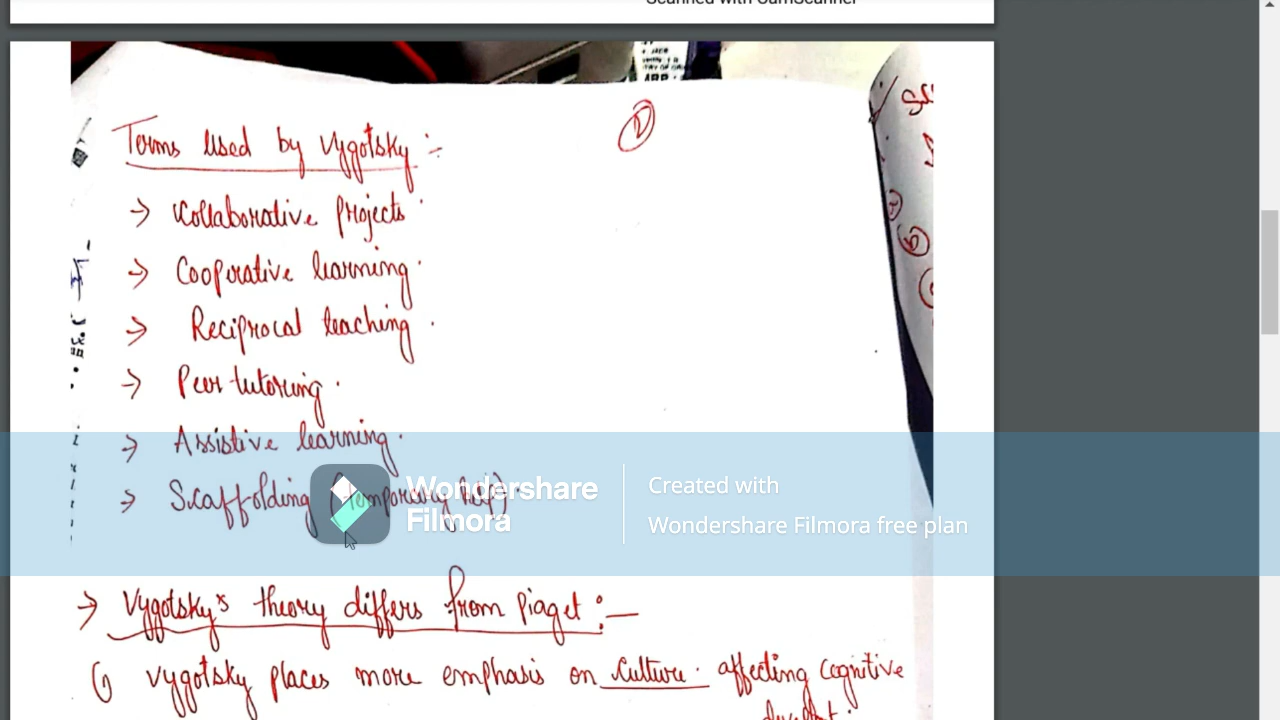 Scanned with CamScanner
Terms Used by Vygotsky :-
→ Collaborative projects.
→ Cooperative learning.
→ Reciprocal teaching.
→ Peer-tutoring.
→ Assistive learning.
→ Scaffolding (Temporary help)
Wondershare
Filmora
Created with
Wondershare Filmora free plan
→ Vygotsky's theory differs from Piaget :-
Vygotsky places more emphasis on culture. affecting cognitive